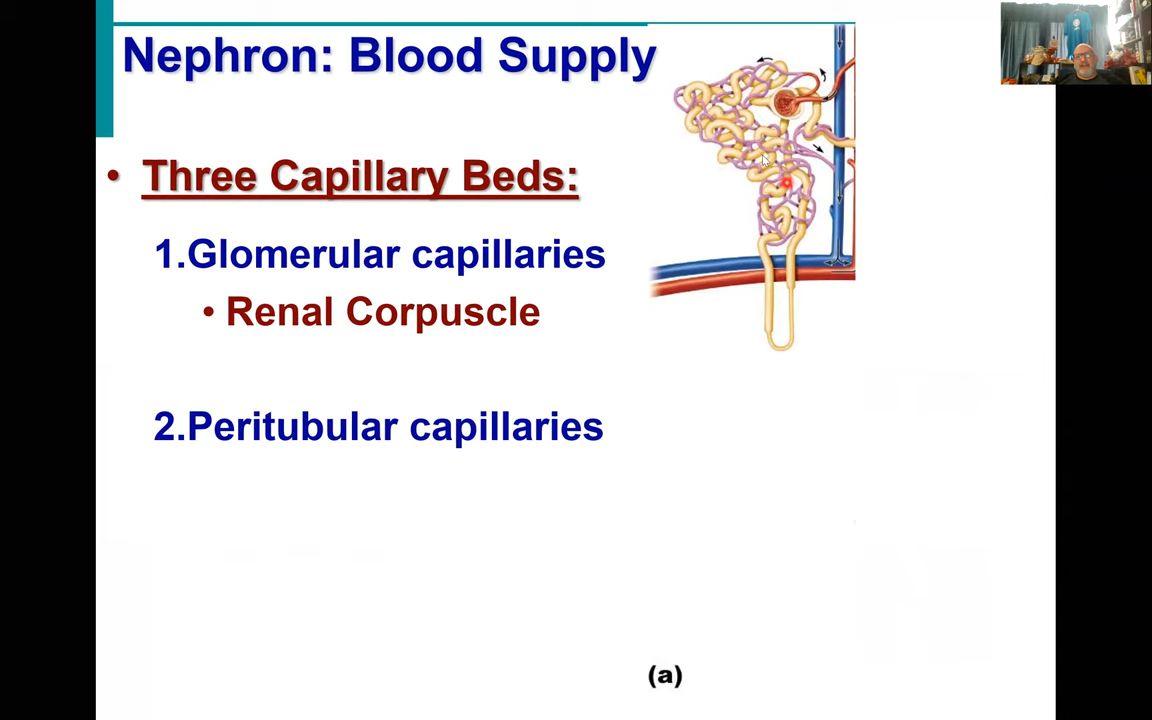 Nephron: Blood Supply
• Three Capillary Beds:
1.Glomerular capillaries
• Renal Corpuscle
2.Peritubular capillaries
(a)